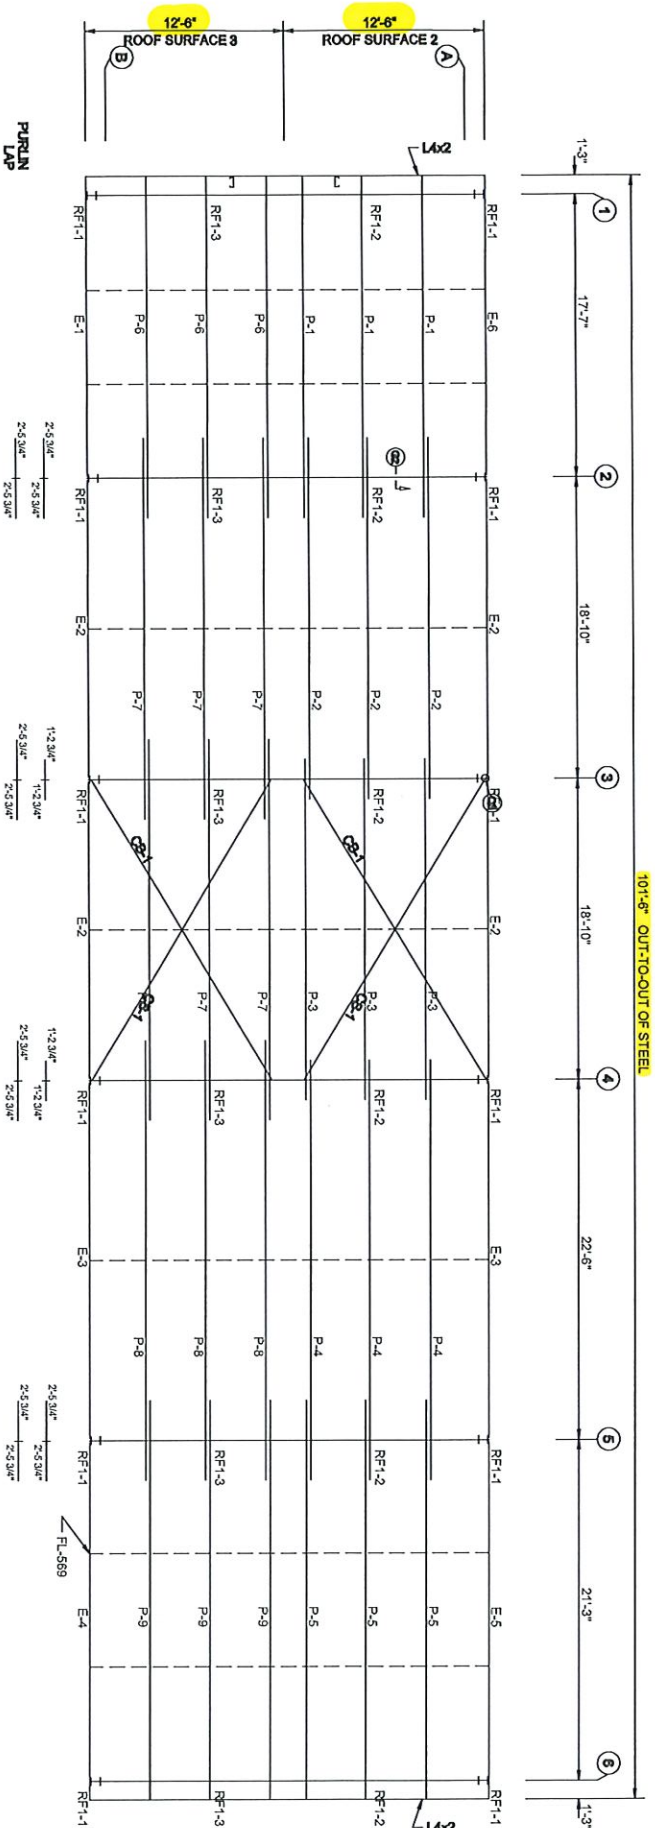 101'-6" OUT-TO-OUT OF STEEL
1 2 3 4 5 6
1'-3" 17'-7" 18'-10" 18'-10" 22'-6" 21'-3" 1'-3"
L4x2
RF1-1 E-6 RF1-1 E-2 E-2 RF1-1 E-3 RF1-1 E-5 RF1-1
A
12'-6"
ROOF SURFACE 2
P-1 P-2 P-3 P-4 P-5
RF1-2 P-1 RF1-2 P-2 RF1-2 P-3 RF1-2 P-4 RF1-2 P-5 RF1-2
CB-1 CB-1
P-1 P-2 P-3 P-4 P-5
12'-6"
ROOF SURFACE 3
B
P-6 P-7 P-7 P-8 P-9
RF1-3 P-6 RF1-3 P-7 RF1-3 P-7 RF1-3 P-8 RF1-3 P-9 RF1-3
CB-1 CB-1
P-6 P-7 P-8 P-9
RF1-1 E-1 RF1-1 E-2 RF1-1 E-2 RF1-1 E-3 RF1-1 E-4 RF1-1
FL-569
PURLIN
LAP
2'-5 3/4" 2'-5 3/4" 1'-2 3/4" 1'-2 3/4" 1'-2 3/4" 1'-2 3/4" 2'-5 3/4" 2'-5 3/4"
2'-5 3/4" 2'-5 3/4" 2'-5 3/4" 2'-5 3/4" 2'-5 3/4" 2'-5 3/4" 2'-5 3/4" 2'-5 3/4"